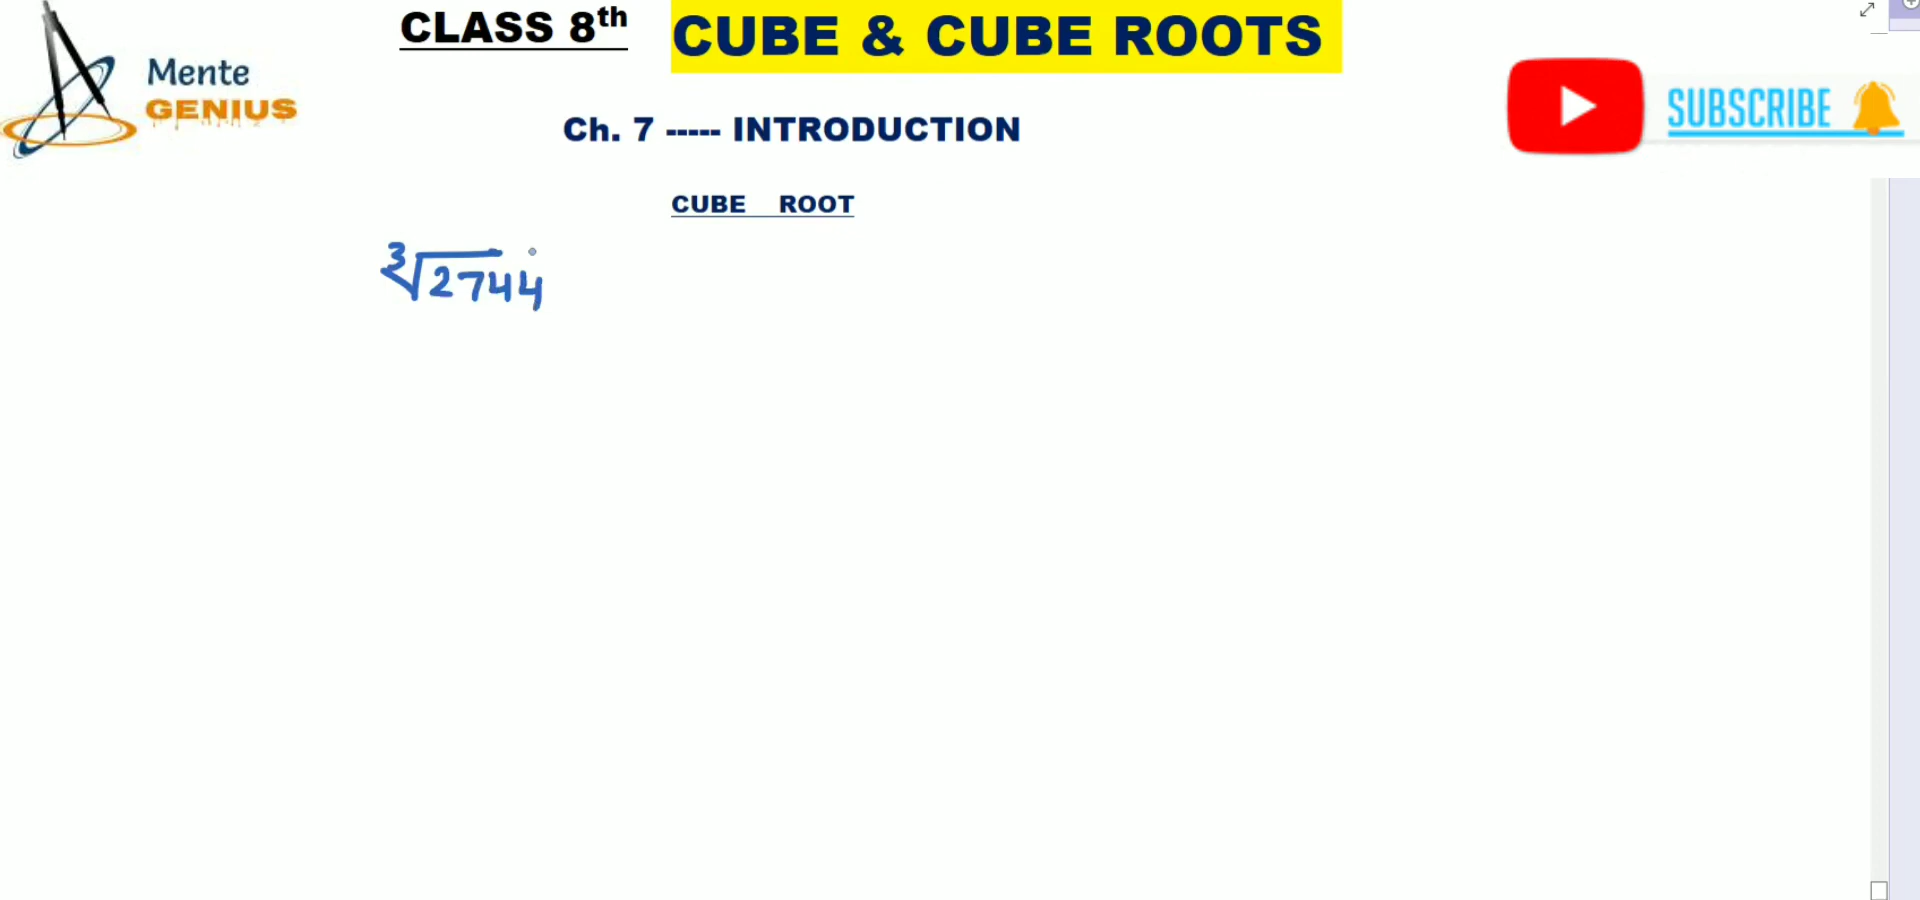 CLASS 8th CUBE & CUBE ROOTS
Mente
GENIUS
SUBSCRIBE
Ch. 7 ----- INTRODUCTION
CUBE ROOT
∛2744